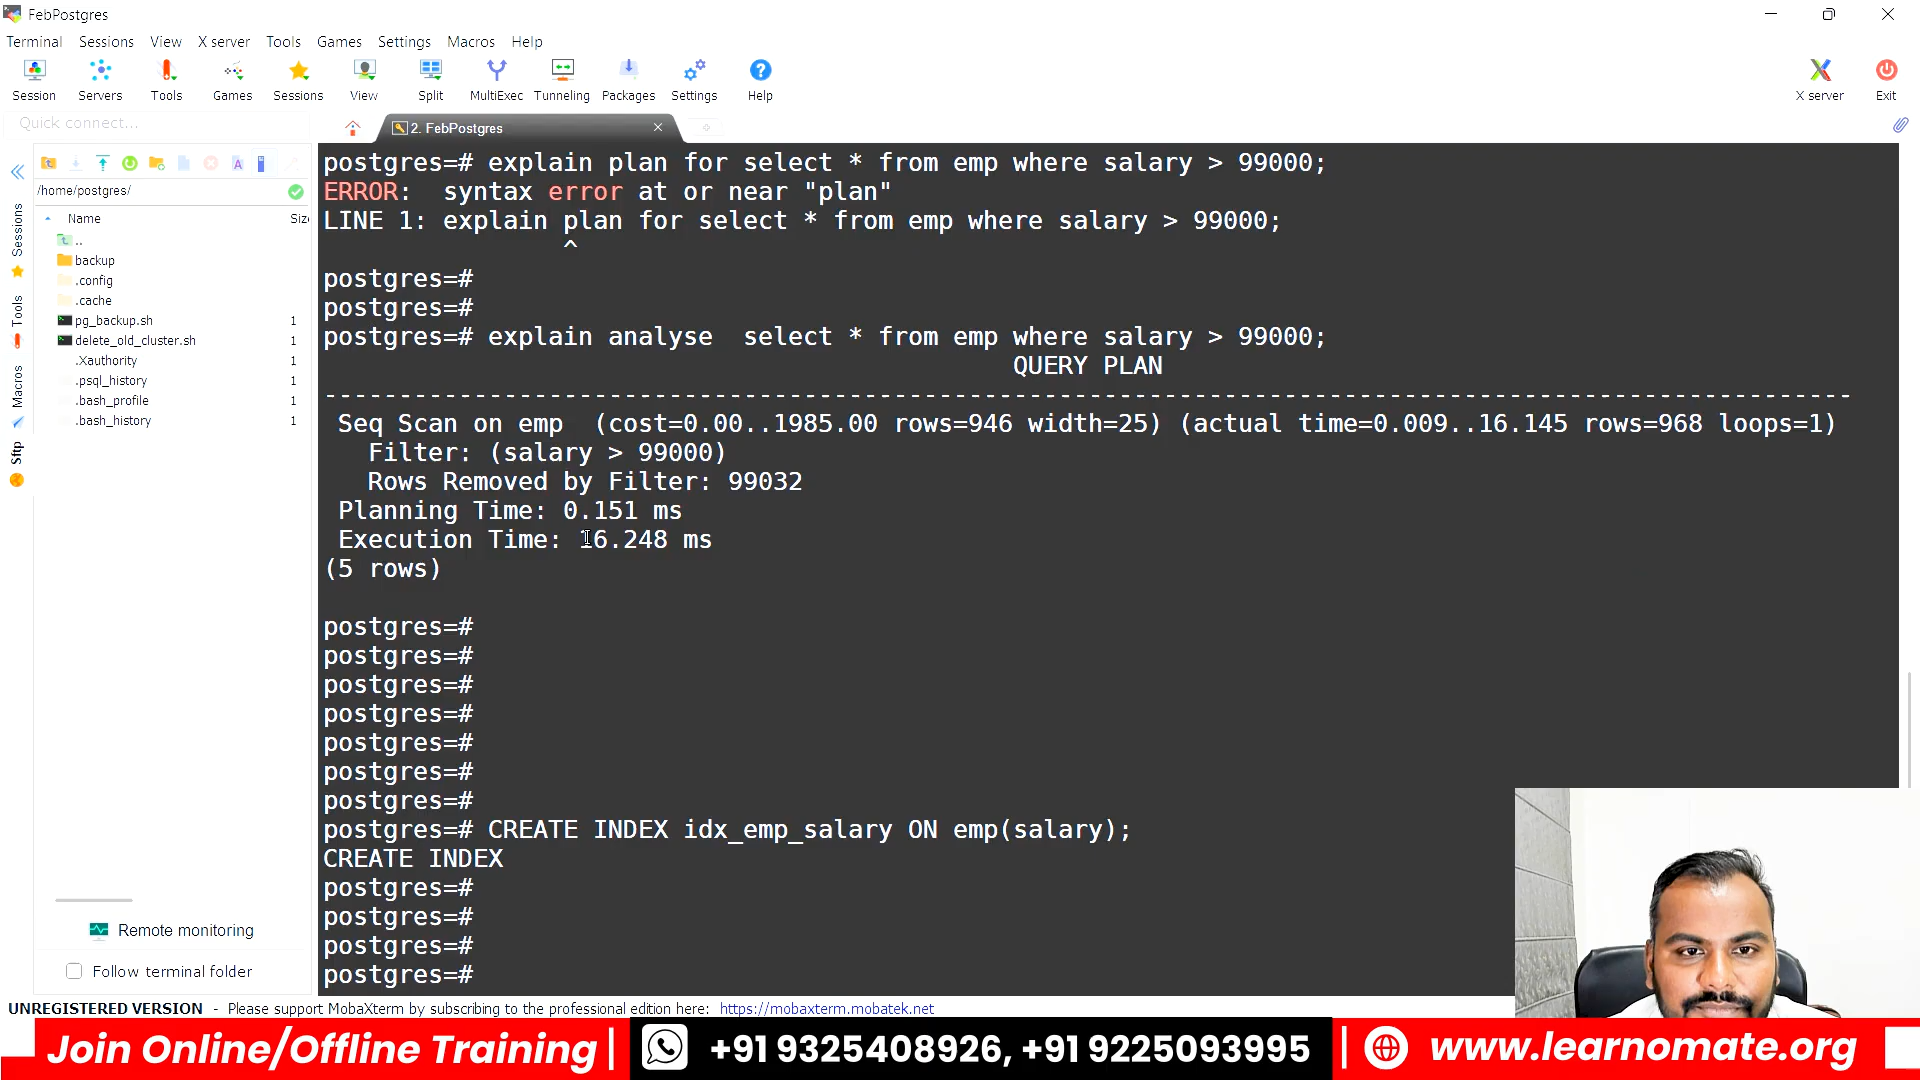 FebPostgres
Terminal Sessions View X server Tools Games Settings Macros Help
Session Servers Tools Games Sessions View Split MultiExec Tunneling Packages Settings Help X server Exit
Quick connect...
2. FebPostgres
/home/postgres/
Name Siz
..
backup
.config
.cache
pg_backup.sh 1
delete_old_cluster.sh 1
.Xauthority 1
.psql_history 1
.bash_profile 1
.bash_history 1
Sessions
Tools
Macros
Sftp
Remote monitoring
Follow terminal folder
postgres=# explain plan for select * from emp where salary > 99000;
ERROR:  syntax error at or near "plan"
LINE 1: explain plan for select * from emp where salary > 99000;
^
postgres=#
postgres=#
postgres=# explain analyse  select * from emp where salary > 99000;
QUERY PLAN
-----------------------------------------------------------------------------------------------------
Seq Scan on emp  (cost=0.00..1985.00 rows=946 width=25) (actual time=0.009..16.145 rows=968 loops=1)
Filter: (salary > 99000)
Rows Removed by Filter: 99032
Planning Time: 0.151 ms
Execution Time: 16.248 ms
(5 rows)
postgres=#
postgres=#
postgres=#
postgres=#
postgres=#
postgres=#
postgres=#
postgres=# CREATE INDEX idx_emp_salary ON emp(salary);
CREATE INDEX
postgres=#
postgres=#
postgres=#
postgres=#
UNREGISTERED VERSION - Please support MobaXterm by subscribing to the professional edition here: https://mobaxterm.mobatek.net
Join Online/Offline Training | +91 9325408926, +91 9225093995 | www.learnomate.org